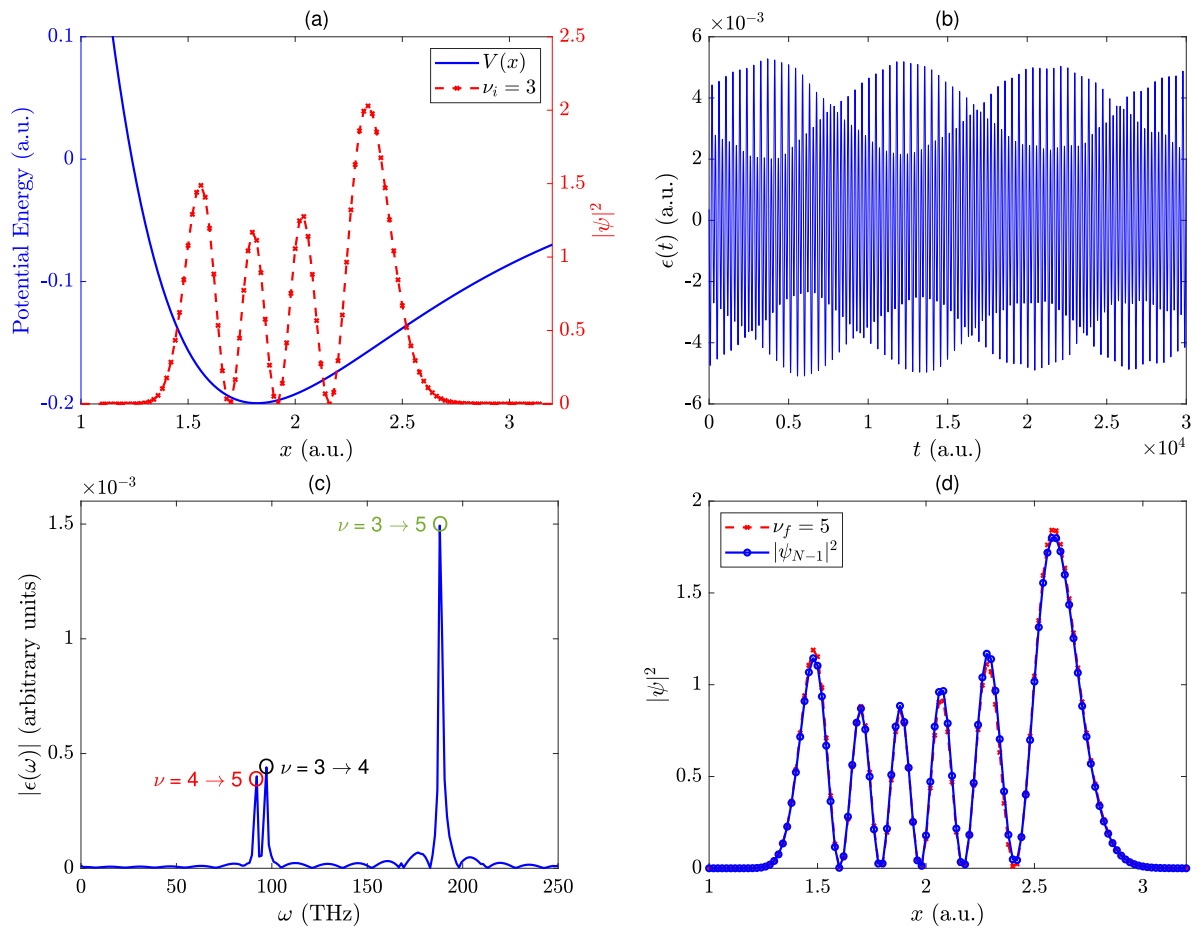 (a)
0.1
0
-0.1
-0.2
Potential Energy (a.u.)
2.5
2
1.5
1
0.5
0
|ψ|²
V(x)
ν_i = 3
1
1.5
2
2.5
3
x (a.u.)
(b)
×10⁻³
6
4
2
0
-2
-4
-6
ϵ(t) (a.u.)
0
0.5
1
1.5
2
2.5
3
t (a.u.)
×10⁴
(c)
×10⁻³
1.5
1
0.5
0
|ϵ(ω)| (arbitrary units)
ν = 3 → 5
ν = 4 → 5
ν = 3 → 4
0
50
100
150
200
250
ω (THz)
(d)
2
1.5
1
0.5
0
|ψ|²
ν_f = 5
|ψ_{N−1}|²
1
1.5
2
2.5
3
x (a.u.)